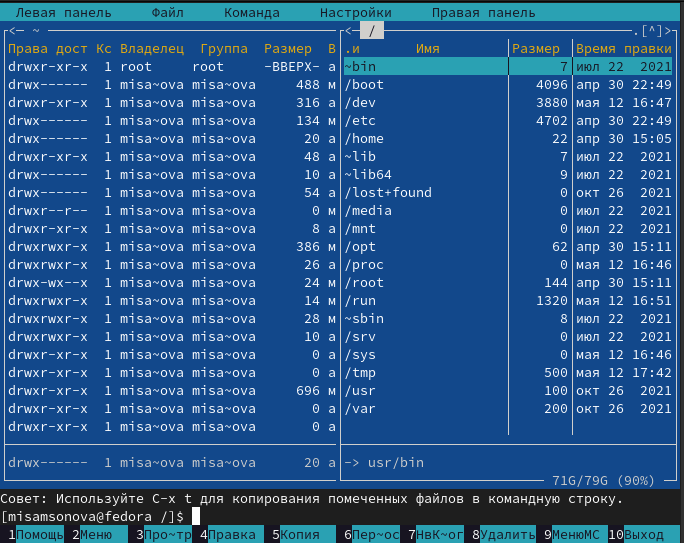 Левая панель Файл Команда Настройки Правая панель
<─ ~ <─ / .[^]>
Права дост Кс Владелец Группа Размер В .и Имя Размер Время правки
drwxr-xr-x 1 root root -ВВЕРХ- а ~bin 7 июл 22 2021
drwx------ 1 misa~ova misa~ova 488 м /boot 4096 апр 30 22:49
drwxr-xr-x 1 misa~ova misa~ova 316 а /dev 3880 мая 12 16:47
drwx------ 1 misa~ova misa~ova 134 м /etc 4702 апр 30 22:49
drwx------ 1 misa~ova misa~ova 20 а /home 22 апр 30 15:05
drwxr-xr-x 1 misa~ova misa~ova 48 а ~lib 7 июл 22 2021
drwx------ 1 misa~ova misa~ova 10 а ~lib64 9 июл 22 2021
drwx------ 1 misa~ova misa~ova 54 а /lost+found 0 окт 26 2021
drwxr--r-- 1 misa~ova misa~ova 0 м /media 0 июл 22 2021
drwxr-xr-x 1 misa~ova misa~ova 8 а /mnt 0 июл 22 2021
drwxrwxr-x 1 misa~ova misa~ova 386 м /opt 62 апр 30 15:11
drwxrwxr-x 1 misa~ova misa~ova 26 а /proc 0 мая 12 16:46
drwx-wx--x 1 misa~ova misa~ova 24 м /root 144 апр 30 15:11
drwxr-xr-x 1 misa~ova misa~ova 14 м /run 1320 мая 12 16:51
drwxrwxr-x 1 misa~ova misa~ova 28 м ~sbin 8 июл 22 2021
drwxrwxr-x 1 misa~ova misa~ova 10 а /srv 0 июл 22 2021
drwxr-xr-x 1 misa~ova misa~ova 0 а /sys 0 мая 12 16:46
drwxr-xr-x 1 misa~ova misa~ova 0 а /tmp 500 мая 12 17:42
drwxr-xr-x 1 misa~ova misa~ova 696 м /usr 100 окт 26 2021
drwxr-xr-x 1 misa~ova misa~ova 0 а /var 200 окт 26 2021
drwxr-xr-x 1 misa~ova misa~ova 0 а
drwx------ 1 misa~ova misa~ova 20 а -> usr/bin
71G/79G (90%)
Совет: Используйте C-x t для копирования помеченных файлов в командную строку.
[misamsonova@fedora /]$
1Помощь 2Меню 3Про~тр 4Правка 5Копия 6Пер~ос 7НвК~ог 8Удалить 9МенюМС 10Выход